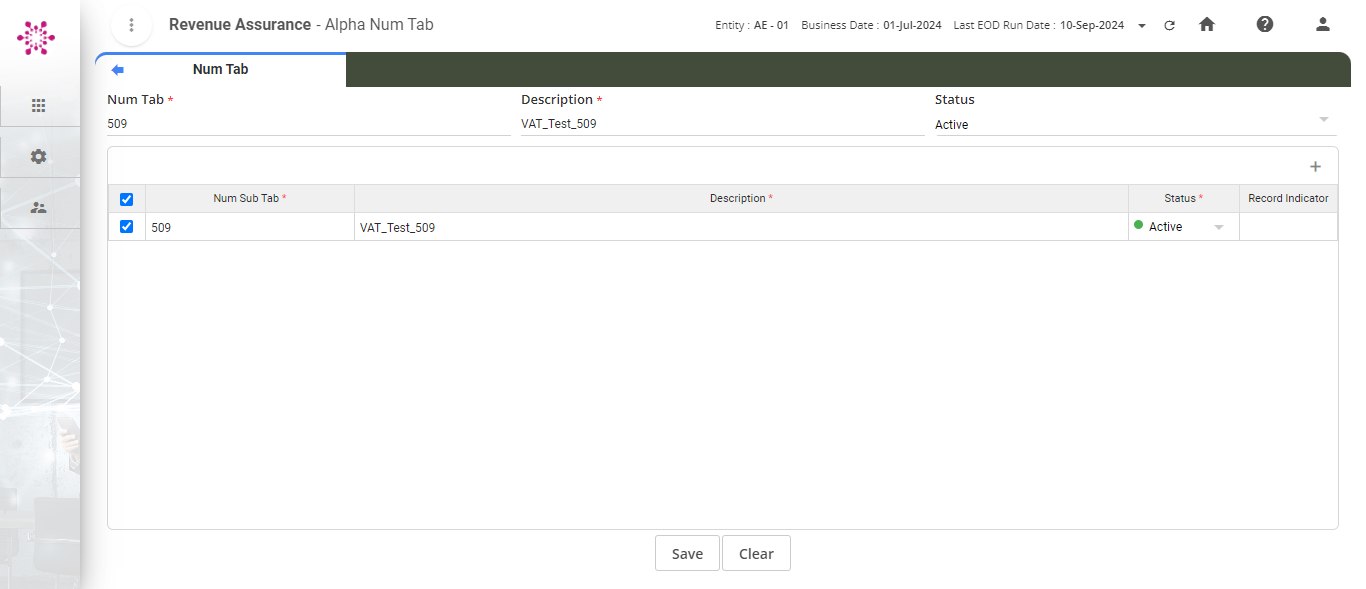 Revenue Assurance - Alpha Num Tab
Entity : AE - 01 Business Date : 01-Jul-2024 Last EOD Run Date : 10-Sep-2024
Num Tab
Num Tab * Description * Status
509 VAT_Test_509 Active
+
Num Sub Tab * Description * Status * Record Indicator
509 VAT_Test_509 Active
Save Clear